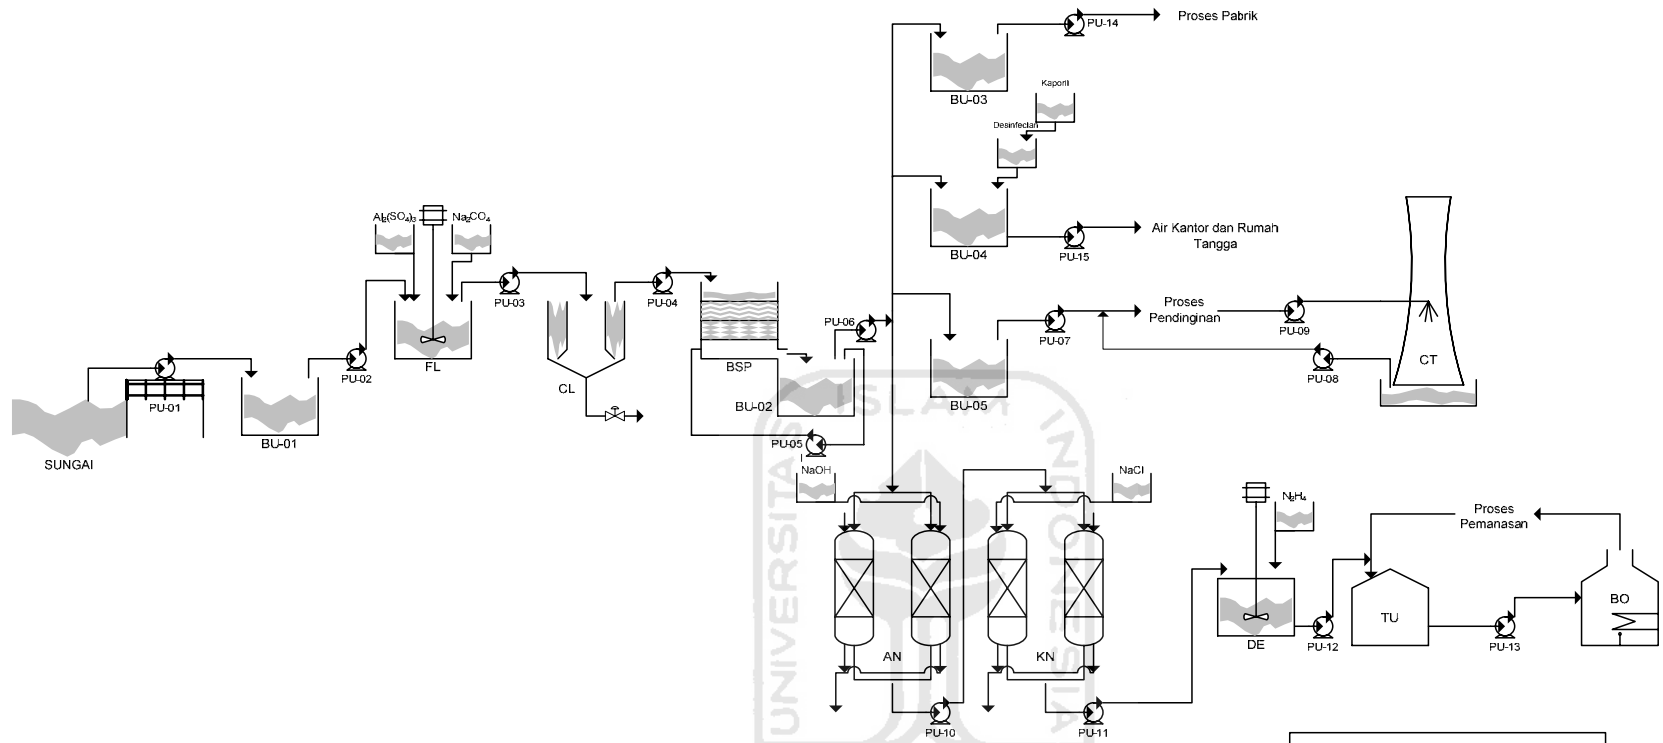 PU-14
Proses Pabrik
BU-03
Kaporit
Desinfectan
BU-04
PU-15
Air Kantor dan Rumah
Tangga
Al2(SO4)3
Na2CO4
PU-03
PU-04
PU-06
PU-07
Proses
Pendinginan
PU-09
PU-02
FL
CL
BSP
BU-02
BU-05
PU-08
CT
PU-01
BU-01
SUNGAI
PU-05
NaOH
NaCl
N2H4
Proses
Pemanasan
AN
KN
DE
PU-12
TU
PU-13
BO
PU-10
PU-11
ISLAM
UNIVERSITAS
INDONESIA